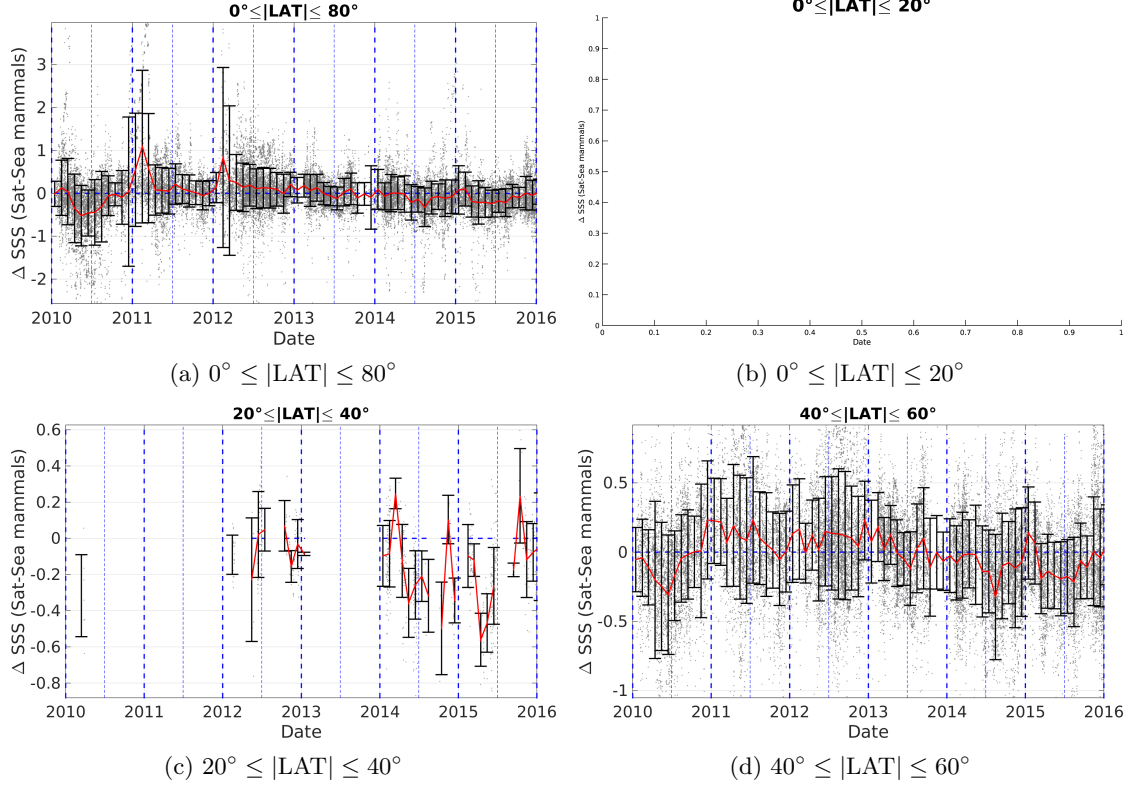 0°≤|LAT|≤ 80°
Δ SSS (Sat-Sea mammals)
3
2
1
0
-1
-2
2010 2011 2012 2013 2014 2015 2016
Date
(a) 0° ≤ |LAT| ≤ 80°
0°≤|LAT|≤ 20°
Δ SSS (Sat-Sea mammals)
1
0.9
0.8
0.7
0.6
0.5
0.4
0.3
0.2
0.1
0
0 0.1 0.2 0.3 0.4 0.5 0.6 0.7 0.8 0.9 1
Date
(b) 0° ≤ |LAT| ≤ 20°
20°≤|LAT|≤ 40°
Δ SSS (Sat-Sea mammals)
0.6
0.4
0.2
0
-0.2
-0.4
-0.6
-0.8
2010 2011 2012 2013 2014 2015 2016
Date
(c) 20° ≤ |LAT| ≤ 40°
40°≤|LAT|≤ 60°
Δ SSS (Sat-Sea mammals)
0.5
0
-0.5
-1
2010 2011 2012 2013 2014 2015 2016
Date
(d) 40° ≤ |LAT| ≤ 60°